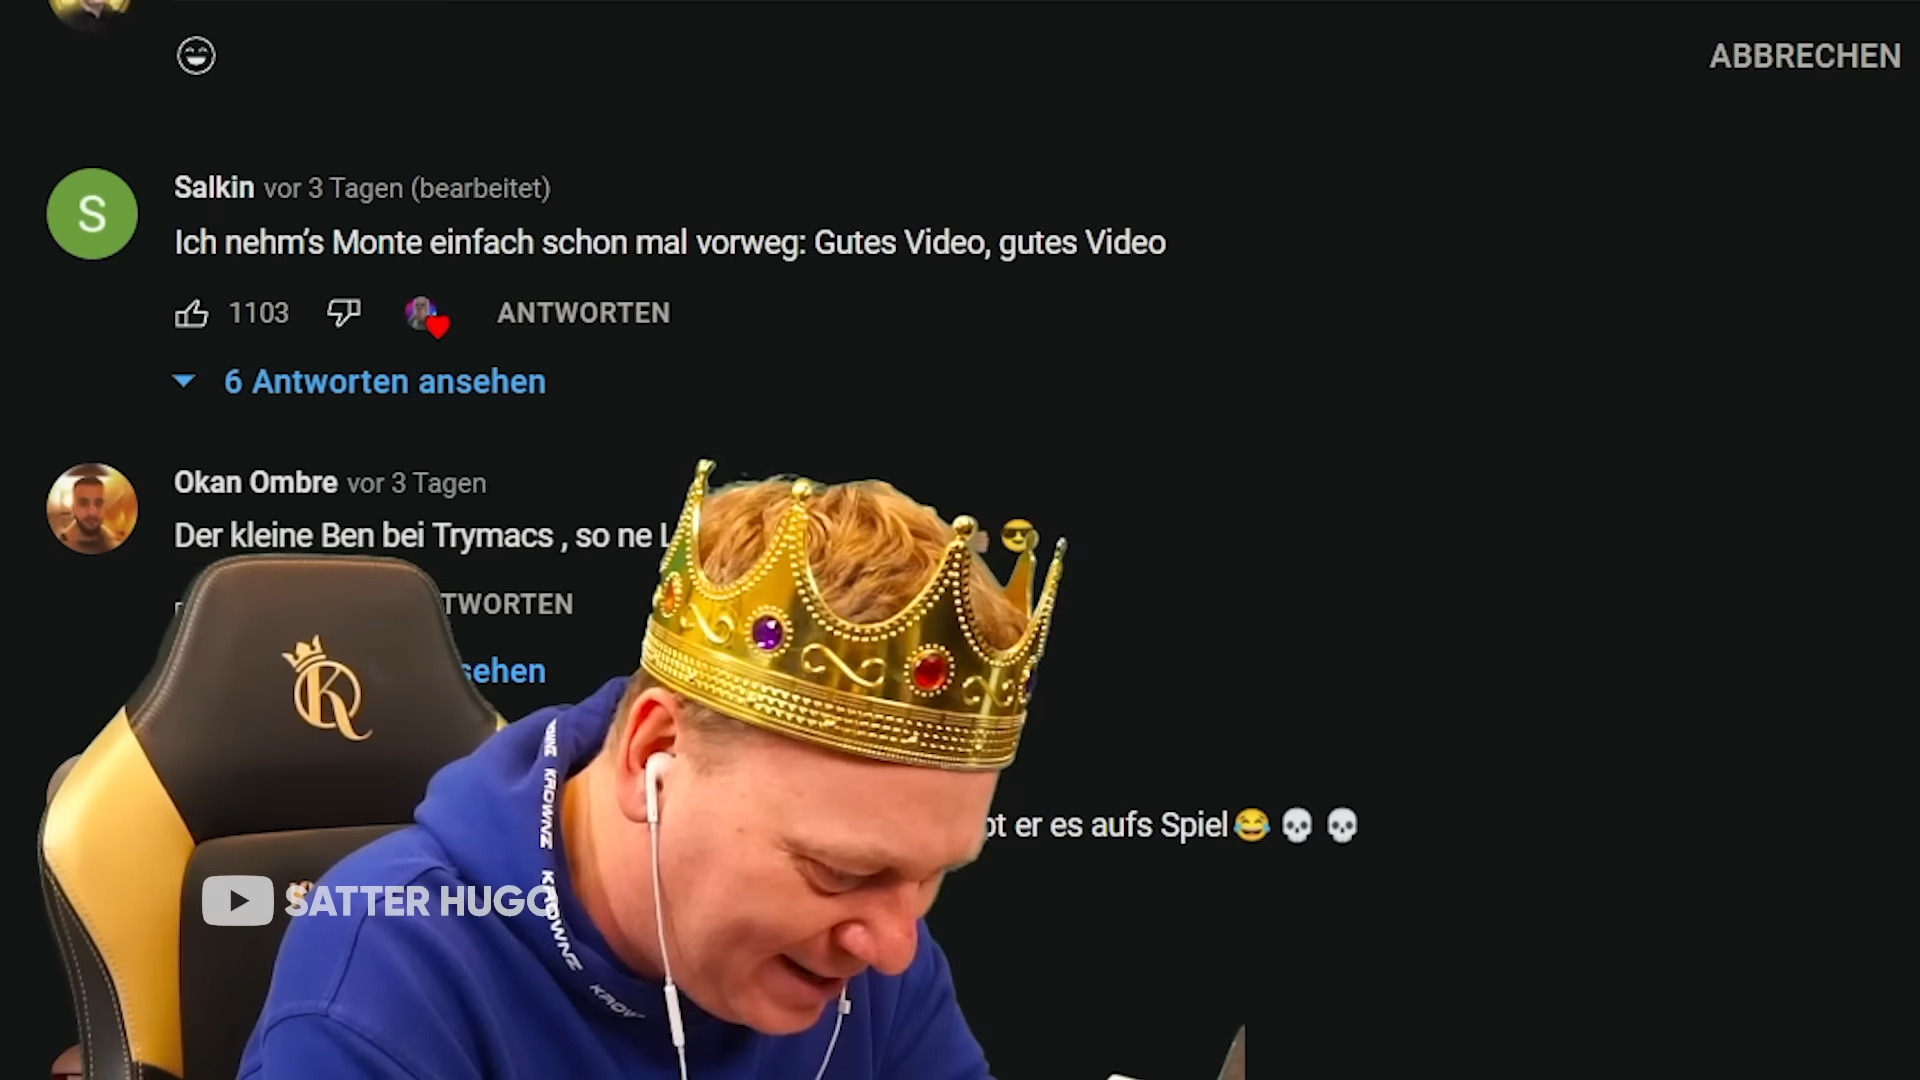 ABBRECHEN
Salkin vor 3 Tagen (bearbeitet)
Ich nehm's Monte einfach schon mal vorweg: Gutes Video, gutes Video
1103 ANTWORTEN
6 Antworten ansehen
Okan Ombre vor 3 Tagen
Der kleine Ben bei Trymacs , so ne
TWORTEN
sehen
er es aufs Spiel😂💀💀
SATTER HUGO
KROWNZ
KROWNZ